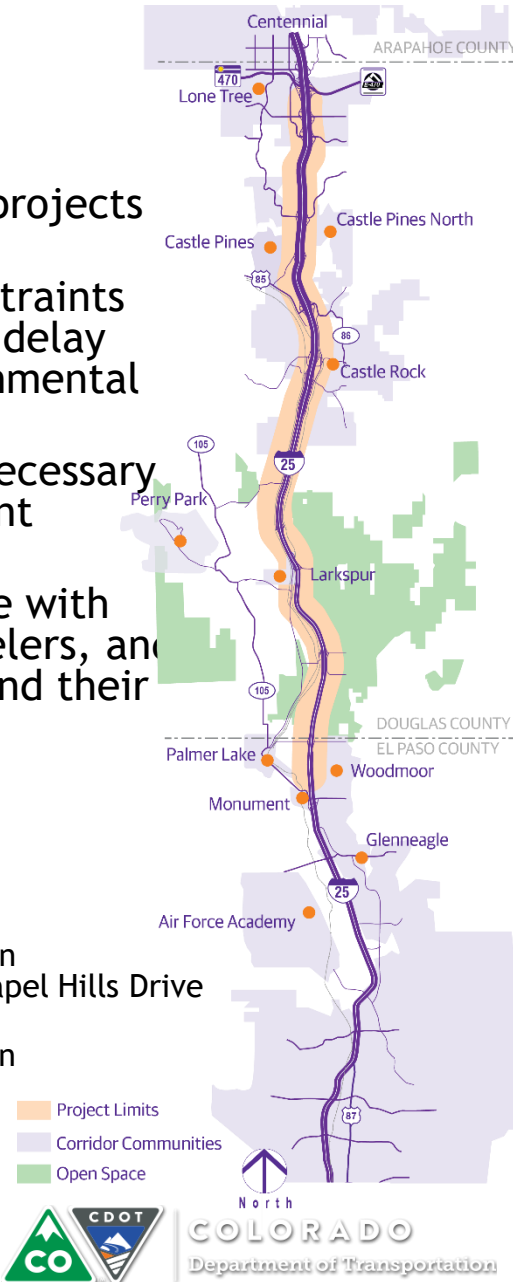 Centennial
ARAPAHOE COUNTY
470
E-470
Lone Tree
projects
Castle Pines North
Castle Pines
traints
85
delay
86
nmental
Castle Rock
105
25
ecessary
Perry Park
nt
Larkspur
e with
elers, and
nd their
105
DOUGLAS COUNTY
EL PASO COUNTY
Palmer Lake
Woodmoor
Monument
Glenneagle
25
Air Force Academy
n
apel Hills Drive
n
Project Limits
87
Corridor Communities
Open Space
North
CDOT
CO
COLORADO
Department of Transportation